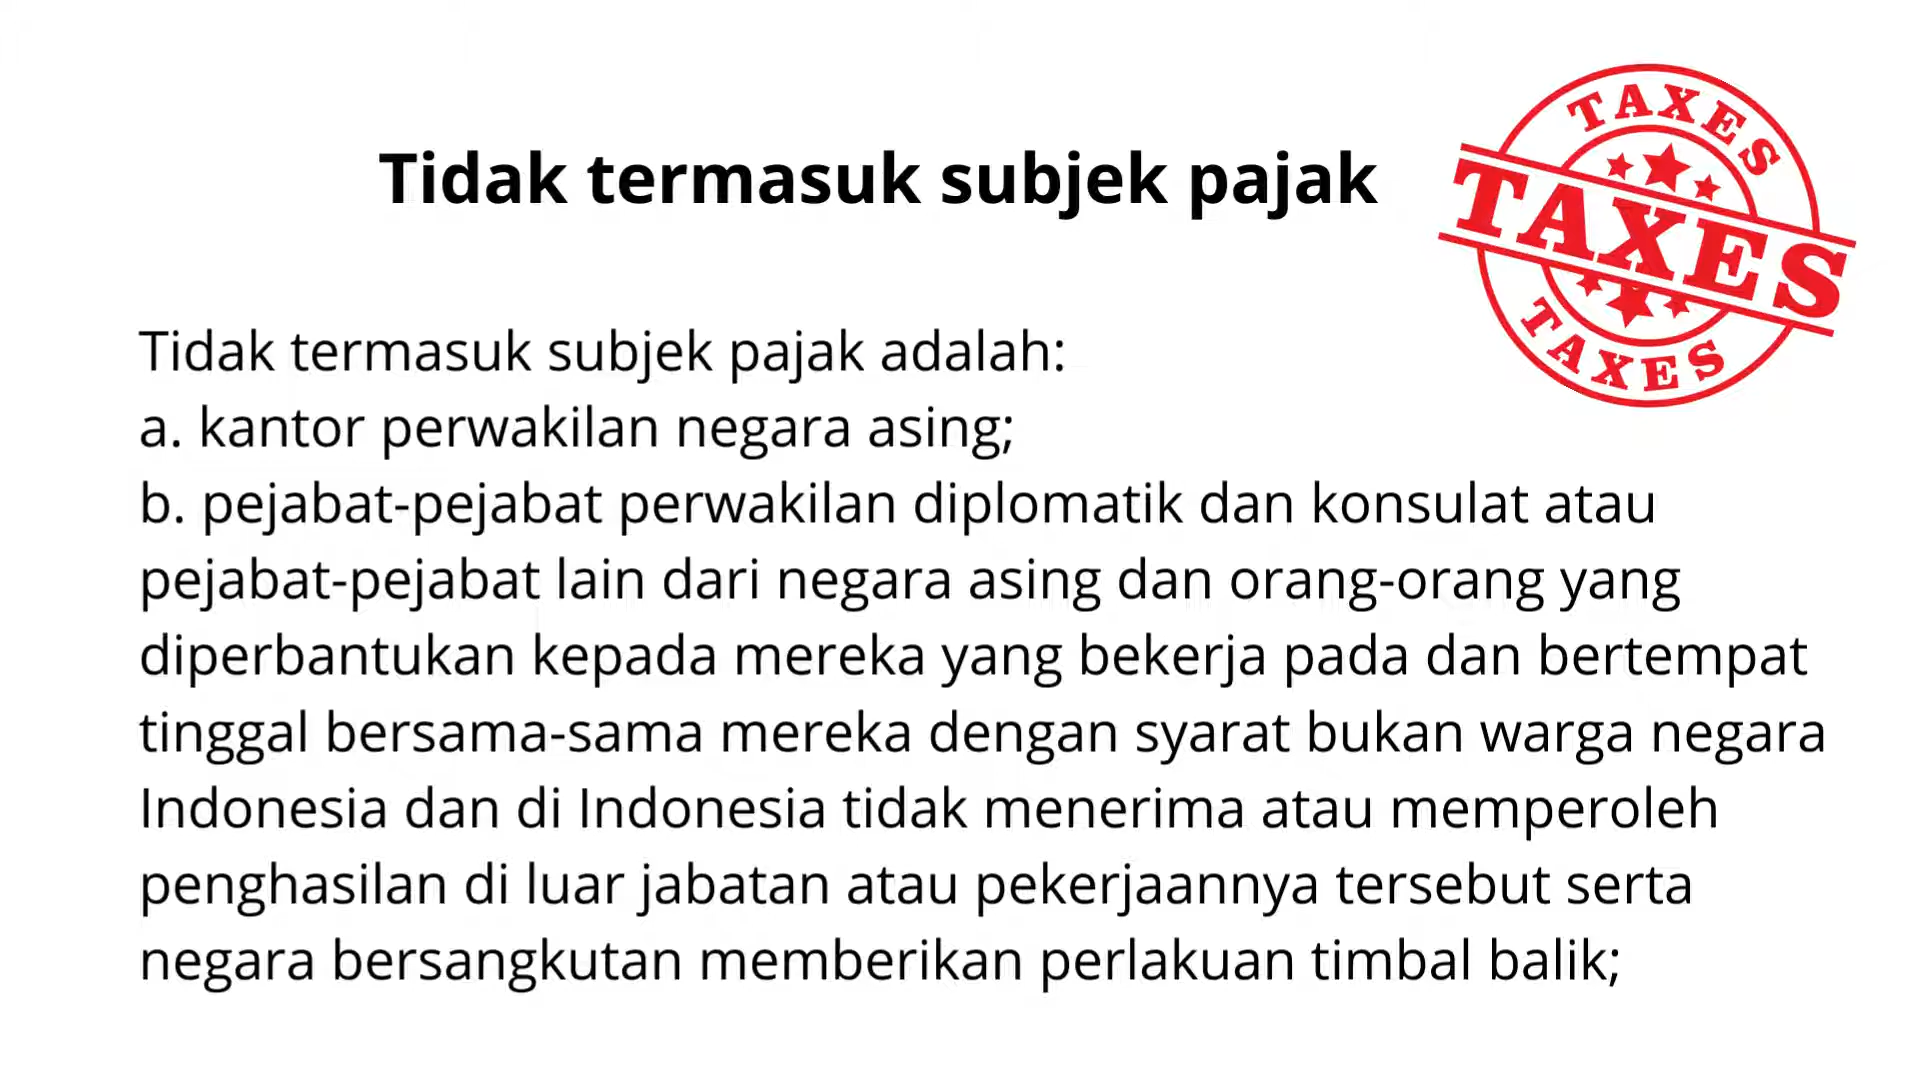 Tidak termasuk subjek pajak
TAXES
TAXES
TAXES
Tidak termasuk subjek pajak adalah:
a. kantor perwakilan negara asing;
b. pejabat-pejabat perwakilan diplomatik dan konsulat atau
pejabat-pejabat lain dari negara asing dan orang-orang yang
diperbantukan kepada mereka yang bekerja pada dan bertempat
tinggal bersama-sama mereka dengan syarat bukan warga negara
Indonesia dan di Indonesia tidak menerima atau memperoleh
penghasilan di luar jabatan atau pekerjaannya tersebut serta
negara bersangkutan memberikan perlakuan timbal balik;